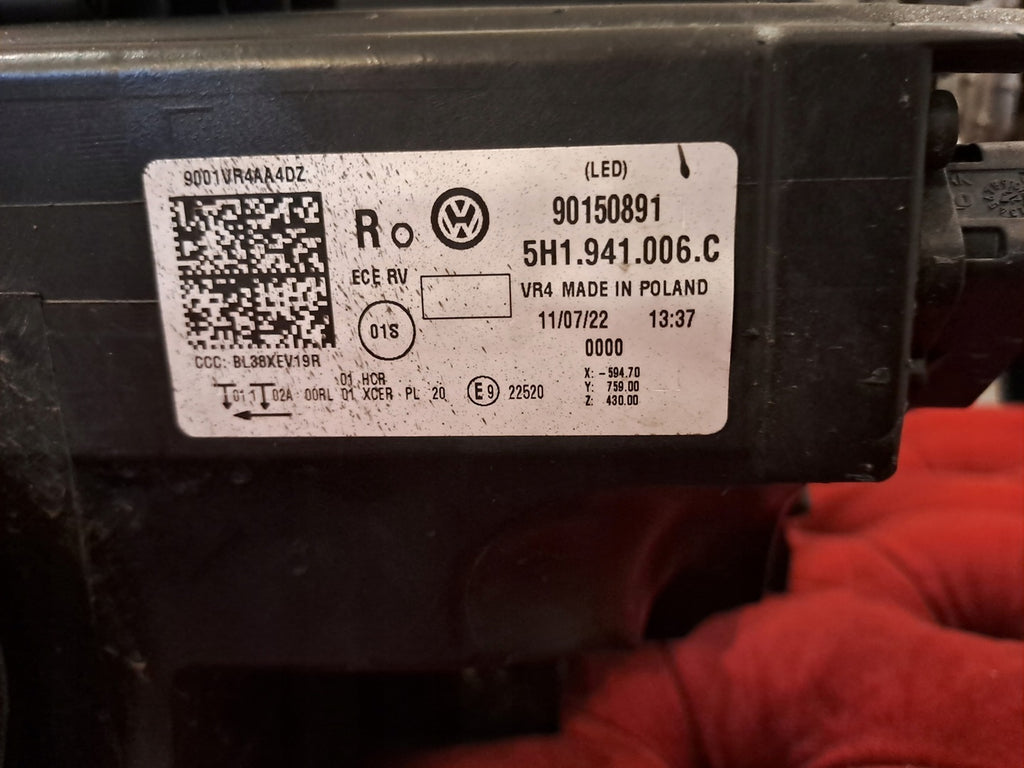 9001VR4AA4DZ
(LED)
R
90150891
5H1.941.006.C
ECE RV
VR4 MADE IN POLAND
01S
11/07/22 13:37
0000
CCC: BL38XEV19R
X: -594.70
Y: 759.00
Z: 430.00
01 HCR
02A 00RL 01 XCER PL 20 E9 22520